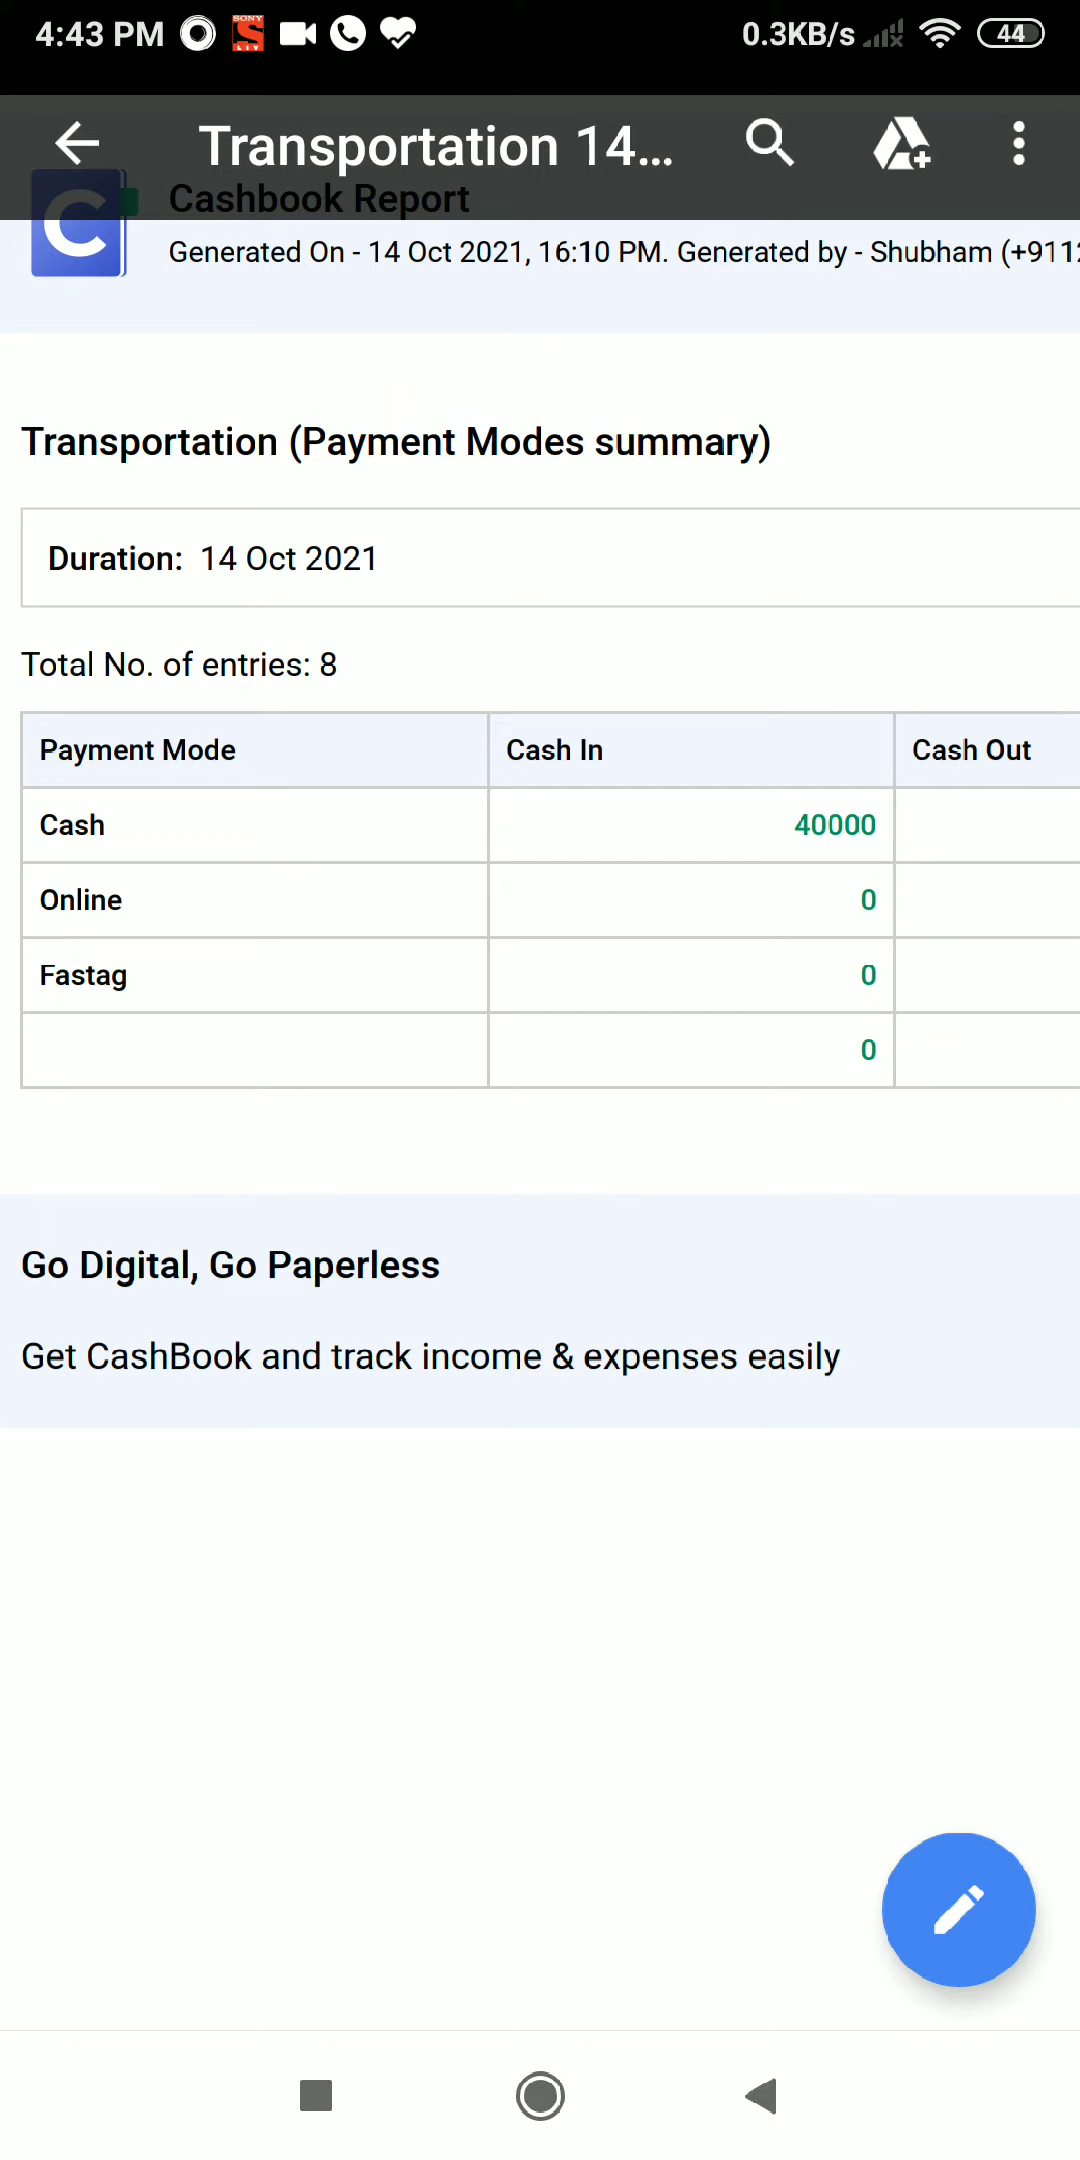 4:43 PM SONY S LIV 0.3KB/s 44
Transportation 14...
C Cashbook Report
Generated On - 14 Oct 2021, 16:10 PM. Generated by - Shubham (+911
Transportation (Payment Modes summary)
Duration: 14 Oct 2021
Total No. of entries: 8
Payment Mode Cash In Cash Out
Cash 40000
Online 0
Fastag 0
0
Go Digital, Go Paperless
Get CashBook and track income & expenses easily